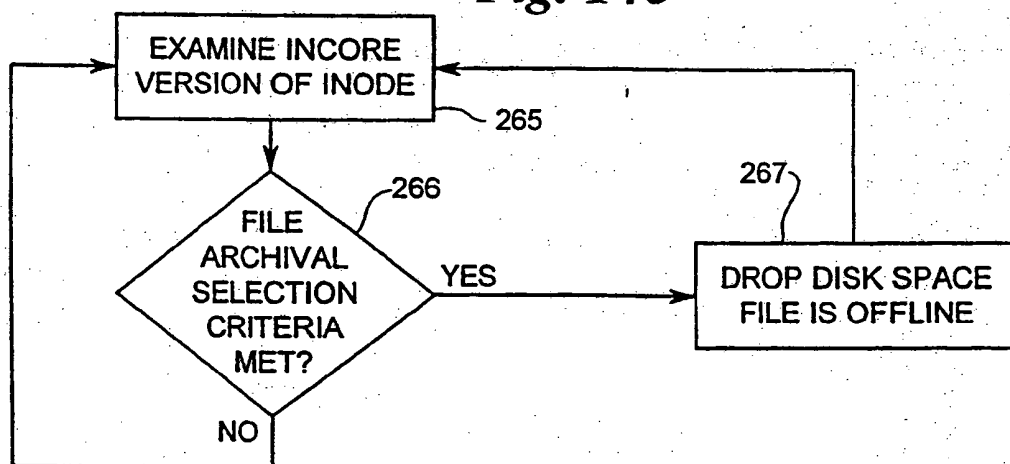 EXAMINE INCORE
VERSION OF INODE
265
266
FILE
ARCHIVAL
SELECTION
CRITERIA
MET?
YES
NO
267
DROP DISK SPACE
FILE IS OFFLINE